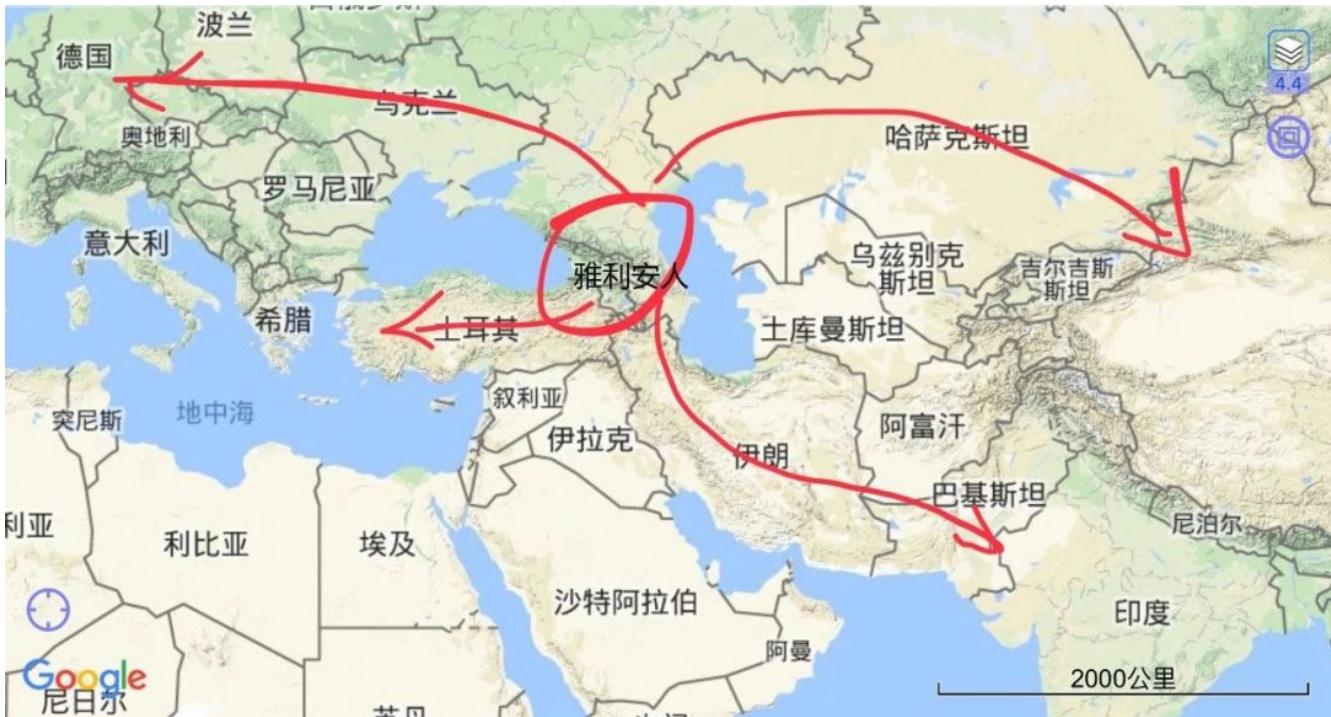 波兰
德国
乌克兰
奥地利
哈萨克斯坦
罗马尼亚
意大利
乌兹别克
斯坦
吉尔吉斯
斯坦
雅利安人
希腊
土耳其
土库曼斯坦
叙利亚
突尼斯
地中海
伊拉克
伊朗
阿富汗
巴基斯坦
尼泊尔
利亚
利比亚
埃及
沙特阿拉伯
印度
阿曼
Google
尼日尔
2000公里
4.4